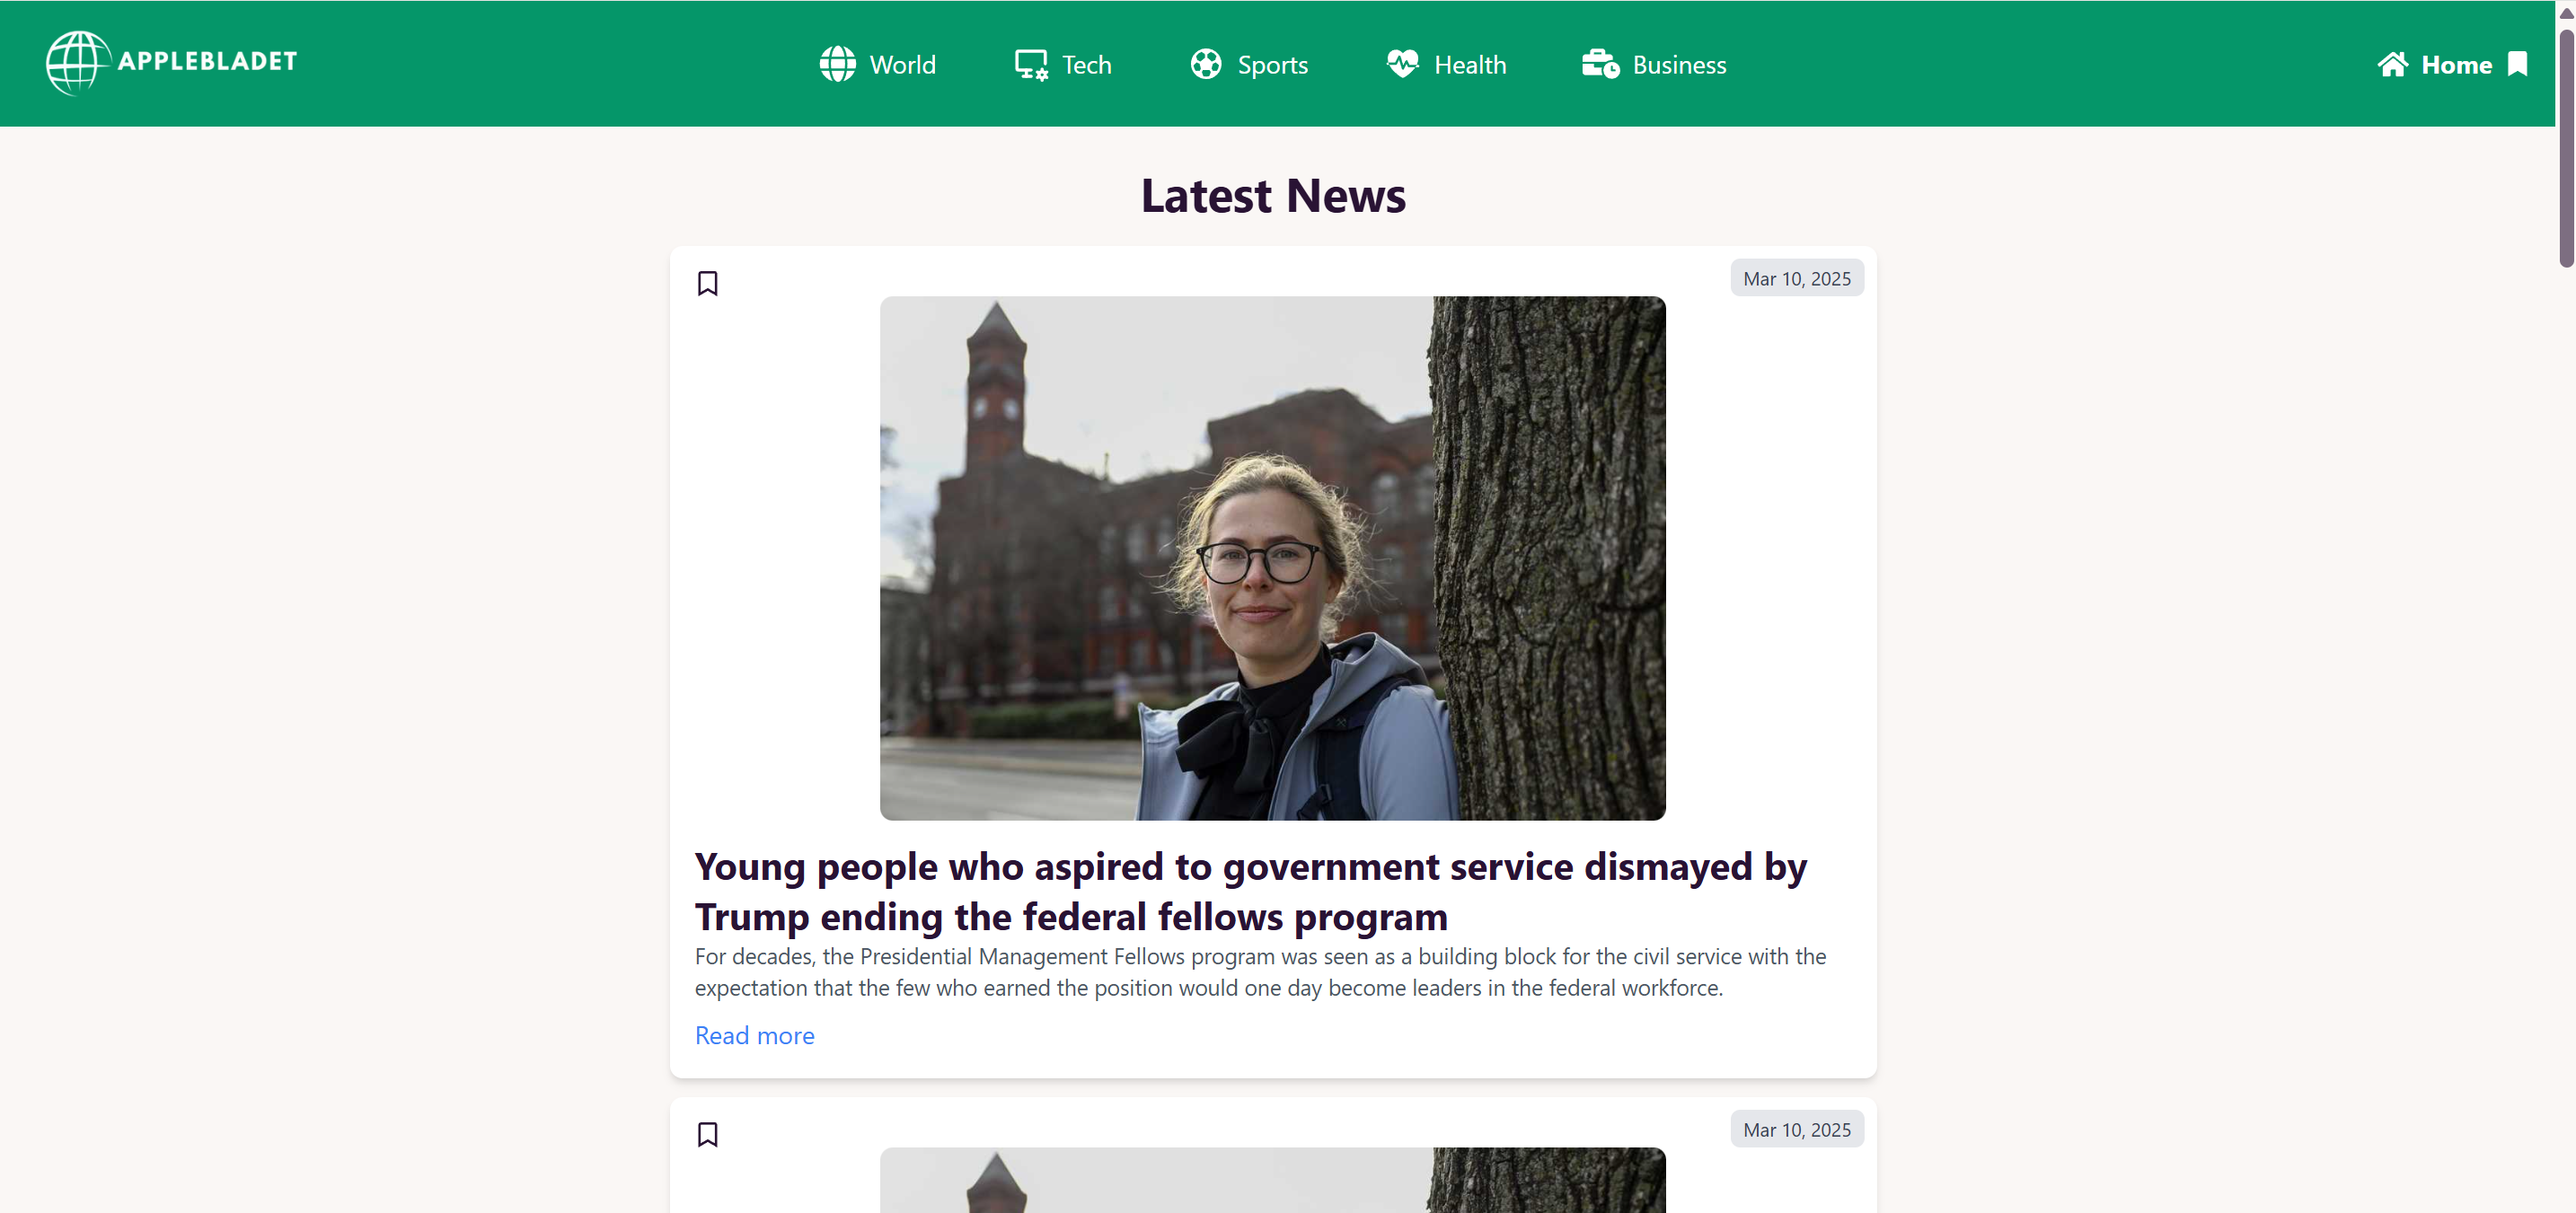 APPLEBLADET
World
Tech
Sports
Health
Business
Home
Latest News
Mar 10, 2025
Young people who aspired to government service dismayed by
Trump ending the federal fellows program
For decades, the Presidential Management Fellows program was seen as a building block for the civil service with the
expectation that the few who earned the position would one day become leaders in the federal workforce.
Read more
Mar 10, 2025